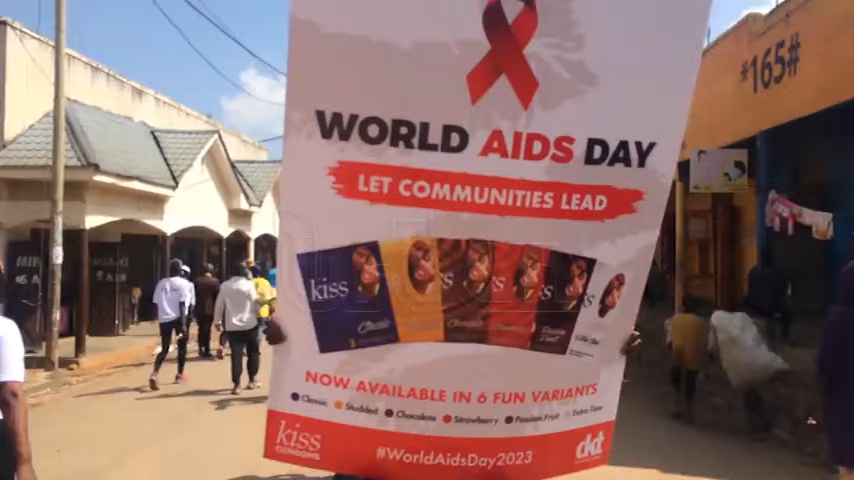 *165#
WORLD AIDS DAY
LET COMMUNITIES LEAD
kiss
Classic
3
NOW AVAILABLE IN 6 FUN VARIANTS
Classic Studded Chocolate Strawberry Passion Fruit Extra Time
kiss
CONDOMS
#WorldAidsDay2023
dkt